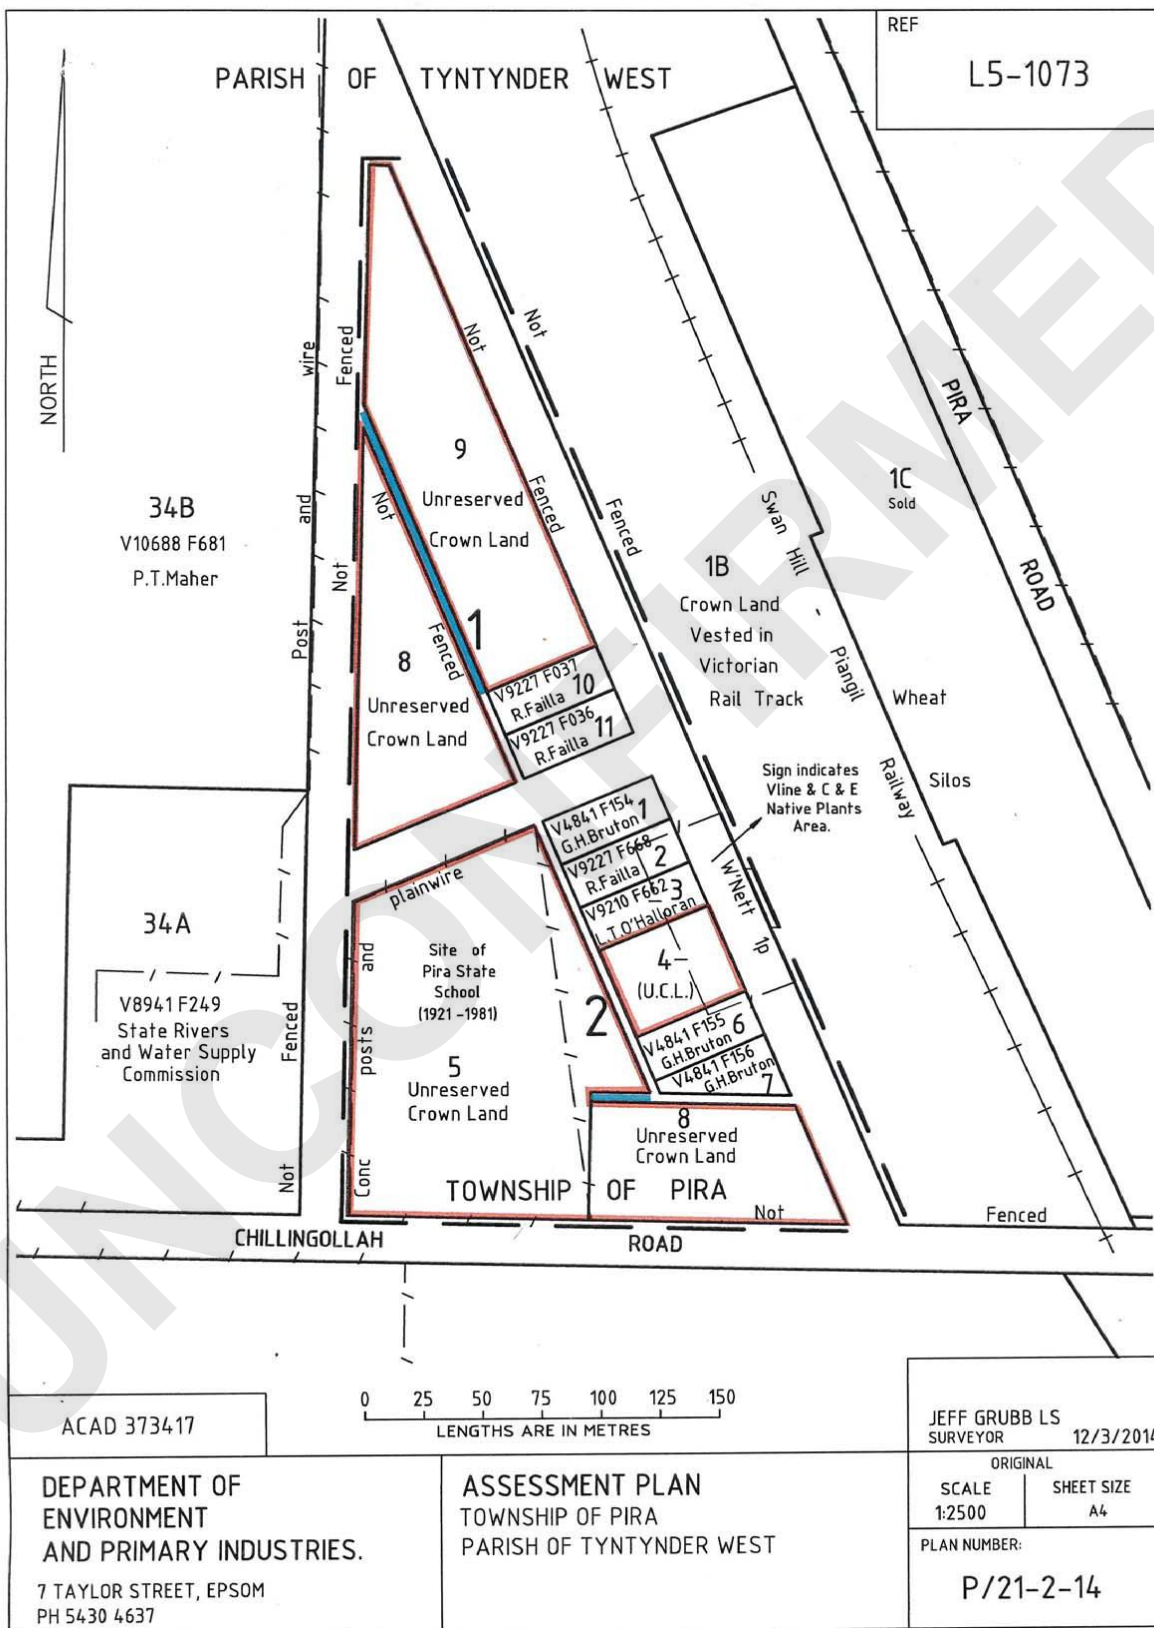 REF
L5-1073
PARISH OF TYNTYNDER WEST
NORTH
Post and wire
Not Fenced
Not Fenced
Not Fenced
Not Fenced
9
Unreserved
Crown Land
34B
V10688 F681
P.T.Maher
1
8
Unreserved
Crown Land
V9227 F037
R.Failla 10
V9227 F036
R.Failla 11
PIRA ROAD
1C
Sold
Swan Hill - Piangil Railway
1B
Crown Land
Vested in
Victorian
Rail Track
Wheat
Silos
Sign indicates
Vline & C & E
Native Plants
Area.
W'Nett 1p
V4841 F154
G.H.Bruton 1
V9227 F668
R.Failla 2
V9210 F662
L.T.O'Halloran 3
4
(U.C.L.)
V4841 F155
G.H.Bruton 6
V4841 F156
G.H.Bruton
7
34A
V8941 F249
State Rivers
and Water Supply
Commission
Not Fenced
plainwire
Conc posts and
Site of
Pira State
School
(1921 -1981)
2
5
Unreserved
Crown Land
8
Unreserved
Crown Land
TOWNSHIP OF PIRA
Not Fenced
CHILLINGOLLAH ROAD
UNCONFIRMED
0 25 50 75 100 125 150
LENGTHS ARE IN METRES
ACAD 373417
JEFF GRUBB LS
SURVEYOR 12/3/2014
ORIGINAL
SCALE
1:2500
SHEET SIZE
A4
DEPARTMENT OF
ENVIRONMENT
AND PRIMARY INDUSTRIES.
7 TAYLOR STREET, EPSOM
PH 5430 4637
ASSESSMENT PLAN
TOWNSHIP OF PIRA
PARISH OF TYNTYNDER WEST
PLAN NUMBER:
P/21-2-14